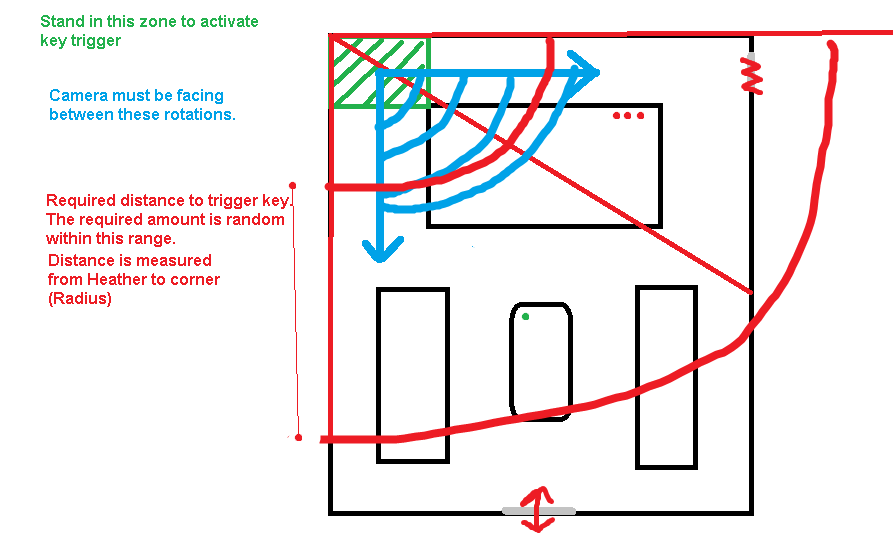 Stand in this zone to activate
key trigger
Camera must be facing
between these rotations.
Required distance to trigger key.
The required amount is random
within this range.
Distance is measured
from Heather to corner
(Radius)